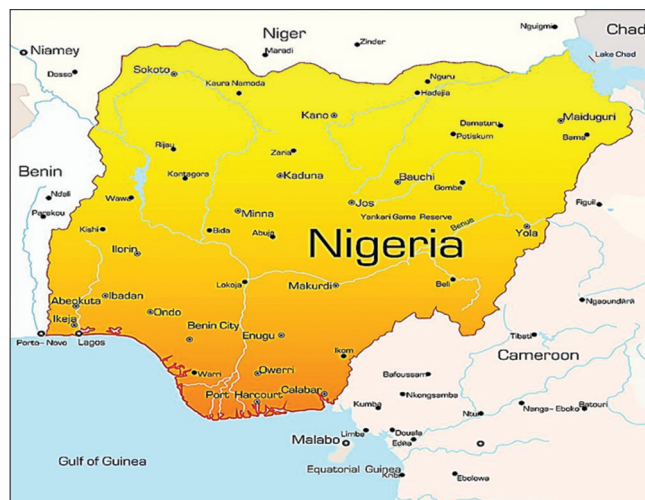 Nguigmi
Chad
Niger
Zinder
Niamey
Maradi
Lake Chad
Dosso
Sokoto
Nguru
Kaura Namoda
Hadejia
Kano
Damaturu
Maiduguri
Potiskum
Bama
Rijau
Zaria
Benin
Kontagora
Kaduna
Bauchi
Gombe
Ndali
Wawa
Jos
Figuil
Parakou
Minna
Yankari Game Reserve
Benue
Kishi
Bida
Abuja
Yola
Nigeria
Ilorin
Lokoja
Makurdi
Beli
Ngaoundéré
Abeokuta
Ibadan
Ondo
Ikeja
Benin City
Enugu
Tibati
Porto-Novo
Lagos
Ikom
Cameroon
Warri
Owerri
Bafoussam
Port Harcourt
Calabar
Nkongsamba
Kumba
Ntui
Nanga-Eboko
Batouri
Limbe
Douala
Malabo
Edéa
Gulf of Guinea
Equatorial Guinea
Kribi
Ebolowa